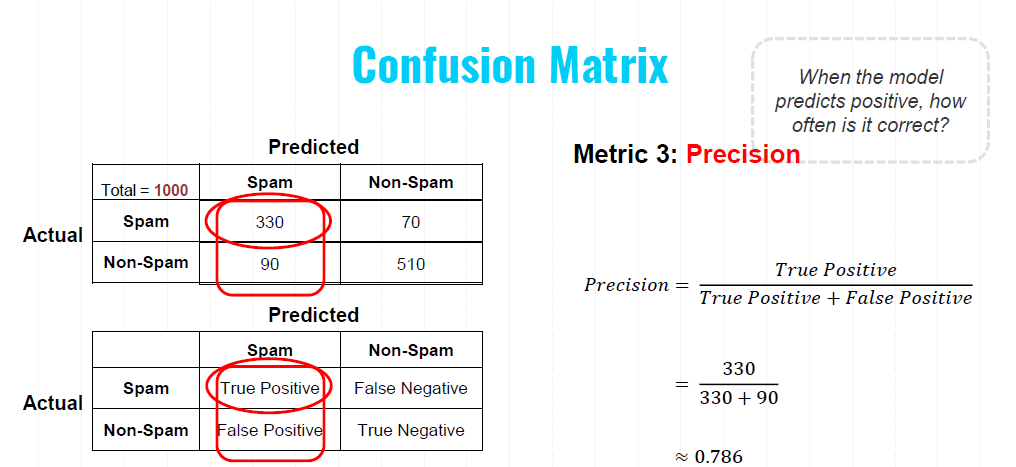 Confusion Matrix
When the model
predicts positive, how
often is it correct?
Metric 3: Precision
Predicted
Total = 1000 Spam Non-Spam
Actual
Spam 330 70
Non-Spam 90 510
Predicted
Spam Non-Spam
Actual
Spam True Positive False Negative
Non-Spam False Positive True Negative
Precision = True Positive / True Positive + False Positive
= 330 / 330 + 90
≈ 0.786